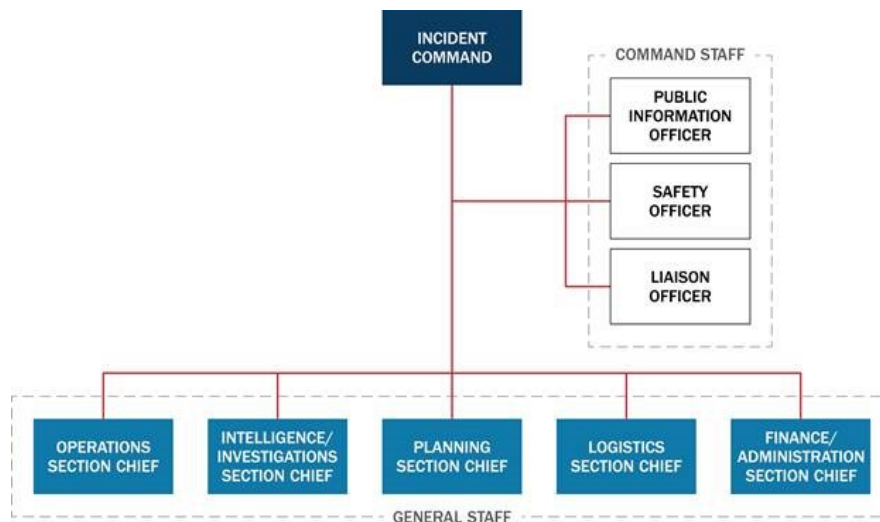 INCIDENT
COMMAND
COMMAND STAFF
PUBLIC
INFORMATION
OFFICER
SAFETY
OFFICER
LIAISON
OFFICER
OPERATIONS
SECTION CHIEF
INTELLIGENCE/
INVESTIGATIONS
SECTION CHIEF
PLANNING
SECTION CHIEF
LOGISTICS
SECTION CHIEF
FINANCE/
ADMINISTRATION
SECTION CHIEF
GENERAL STAFF